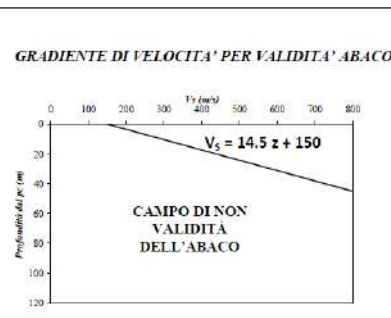 GRADIENTE DI VELOCITA' PER VALIDITA' ABACO
Vs (m/s)
0 100 200 300 400 500 600 700 800
0
20
40
60
80
100
120
Profondità dal pc (m)
Vs = 14.5 z + 150
CAMPO DI NON
VALIDITÀ
DELL'ABACO